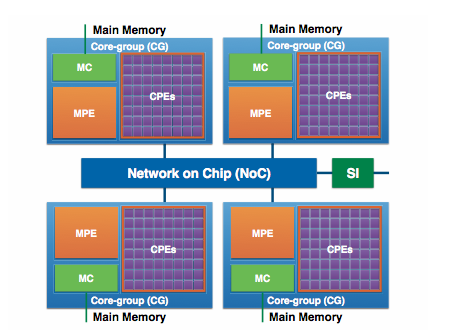 Main Memory
Main Memory
Core-group (CG)
Core-group (CG)
MC
CPEs
MPE
MC
CPEs
MPE
Network on Chip (NoC)
SI
MPE
CPEs
MC
MPE
CPEs
MC
Core-group (CG)
Core-group (CG)
Main Memory
Main Memory